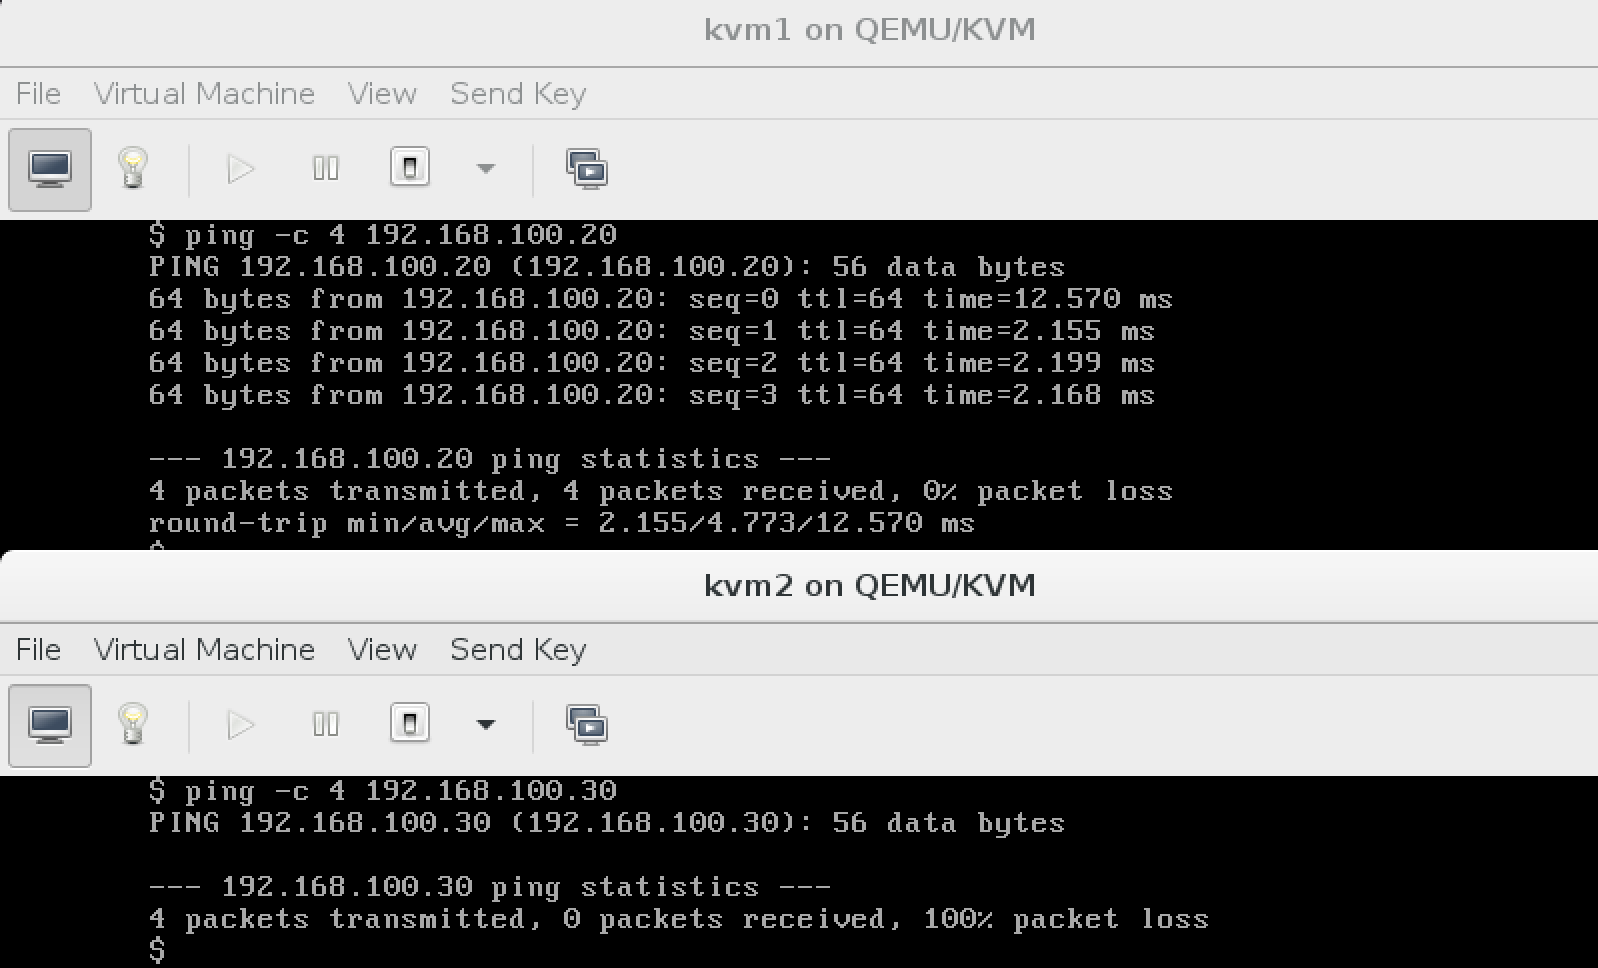 kvm1 on QEMU/KVM
File Virtual Machine View Send Key
$ ping -c 4 192.168.100.20
PING 192.168.100.20 (192.168.100.20): 56 data bytes
64 bytes from 192.168.100.20: seq=0 ttl=64 time=12.570 ms
64 bytes from 192.168.100.20: seq=1 ttl=64 time=2.155 ms
64 bytes from 192.168.100.20: seq=2 ttl=64 time=2.199 ms
64 bytes from 192.168.100.20: seq=3 ttl=64 time=2.168 ms
--- 192.168.100.20 ping statistics ---
4 packets transmitted, 4 packets received, 0% packet loss
round-trip min/avg/max = 2.155/4.773/12.570 ms
kvm2 on QEMU/KVM
File Virtual Machine View Send Key
$ ping -c 4 192.168.100.30
PING 192.168.100.30 (192.168.100.30): 56 data bytes
--- 192.168.100.30 ping statistics ---
4 packets transmitted, 0 packets received, 100% packet loss
$